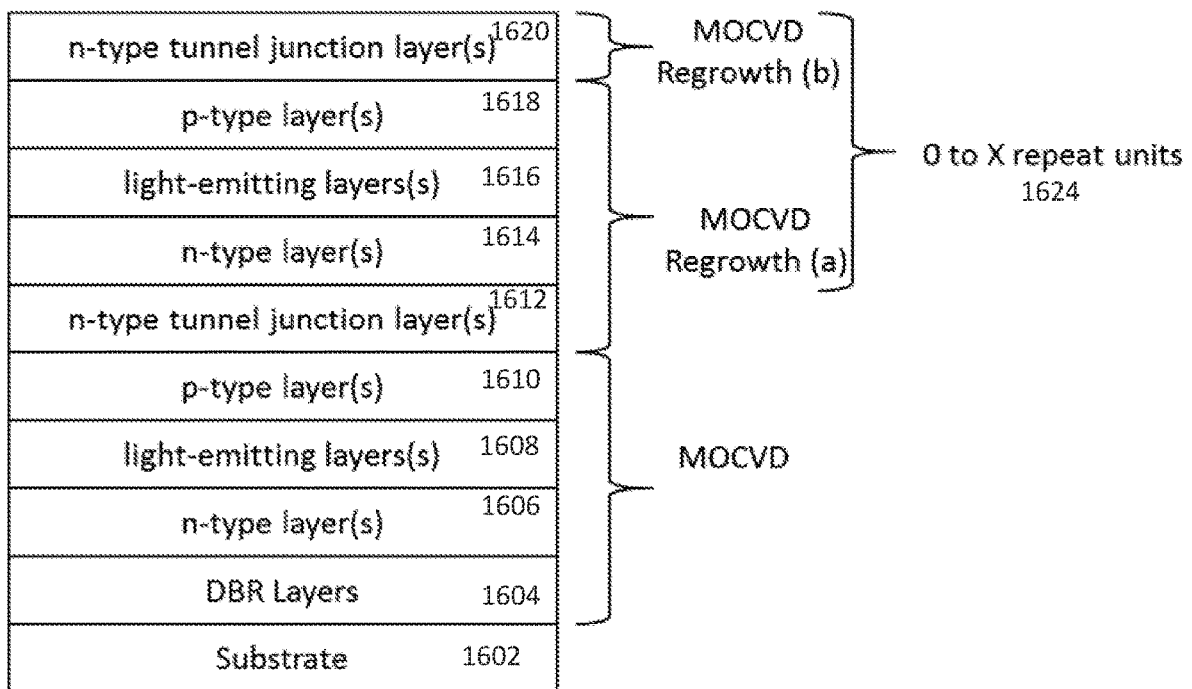 n-type tunnel junction layer(s) 1620
p-type layer(s) 1618
light-emitting layers(s) 1616
n-type layer(s) 1614
n-type tunnel junction layer(s) 1612
p-type layer(s) 1610
light-emitting layers(s) 1608
n-type layer(s) 1606
DBR Layers 1604
Substrate 1602
MOCVD
Regrowth (b)
MOCVD
Regrowth (a)
MOCVD
0 to X repeat units
1624